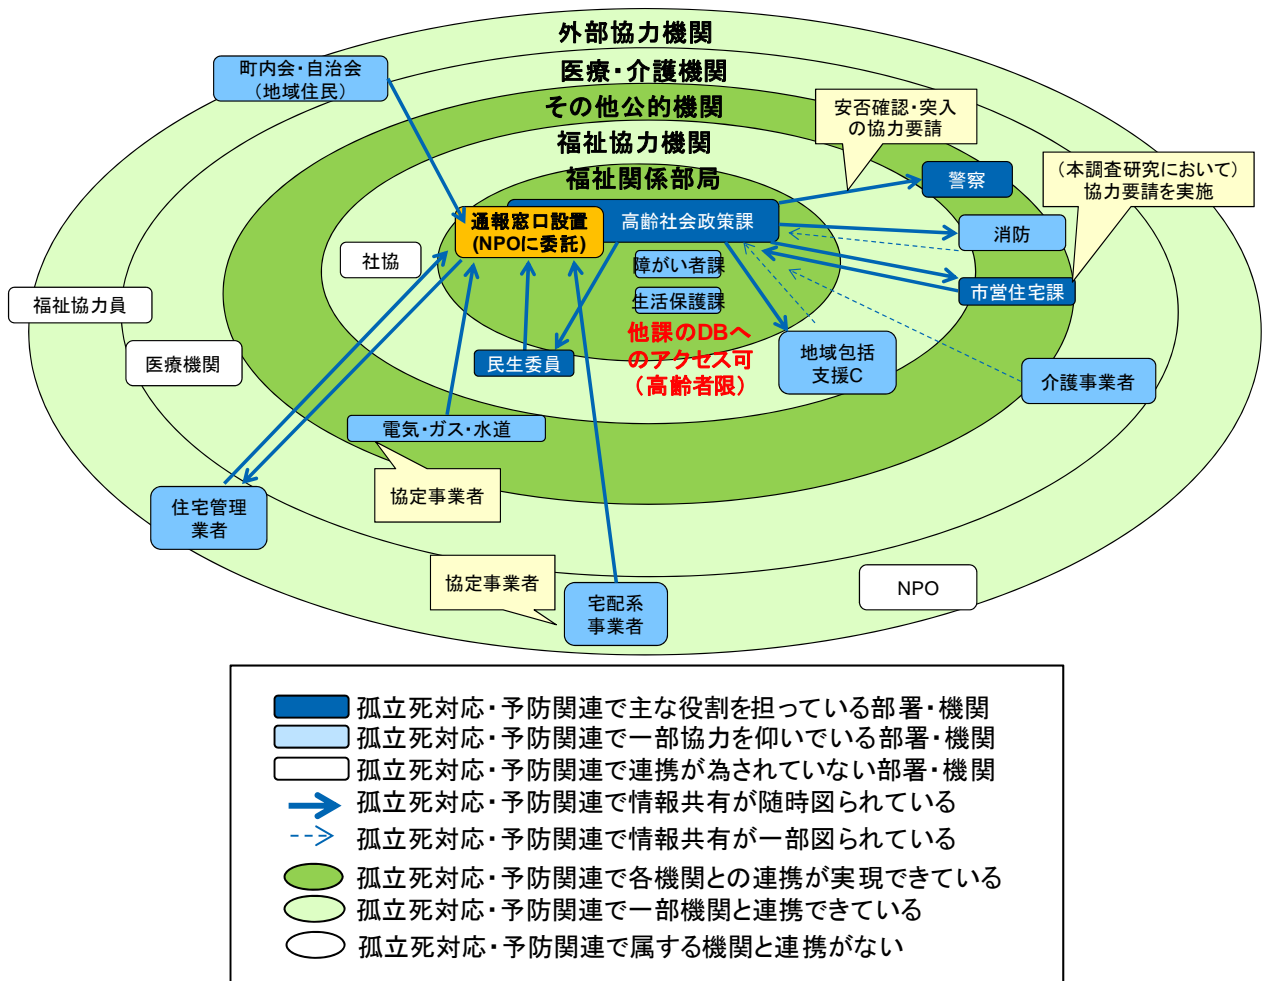 外部協力機関
町内会・自治会
（地域住民）
医療・介護機関
その他公的機関
安否確認・突入
の協力要請
福祉協力機関
（本調査研究において）
協力要請を実施
福祉関係部局
警察
通報窓口設置
(NPOに委託)
高齢社会政策課
消防
社協
障がい者課
市営住宅課
福祉協力員
生活保護課
他課のDBへ
のアクセス可
（高齢者限）
医療機関
民生委員
地域包括
支援C
介護事業者
電気・ガス・水道
協定事業者
住宅管理
業者
協定事業者
宅配系
事業者
NPO
孤立死対応・予防関連で主な役割を担っている部署・機関
孤立死対応・予防関連で一部協力を仰いでいる部署・機関
孤立死対応・予防関連で連携が為されていない部署・機関
孤立死対応・予防関連で情報共有が随時図られている
孤立死対応・予防関連で情報共有が一部図られている
孤立死対応・予防関連で各機関との連携が実現できている
孤立死対応・予防関連で一部機関と連携できている
孤立死対応・予防関連で属する機関と連携がない